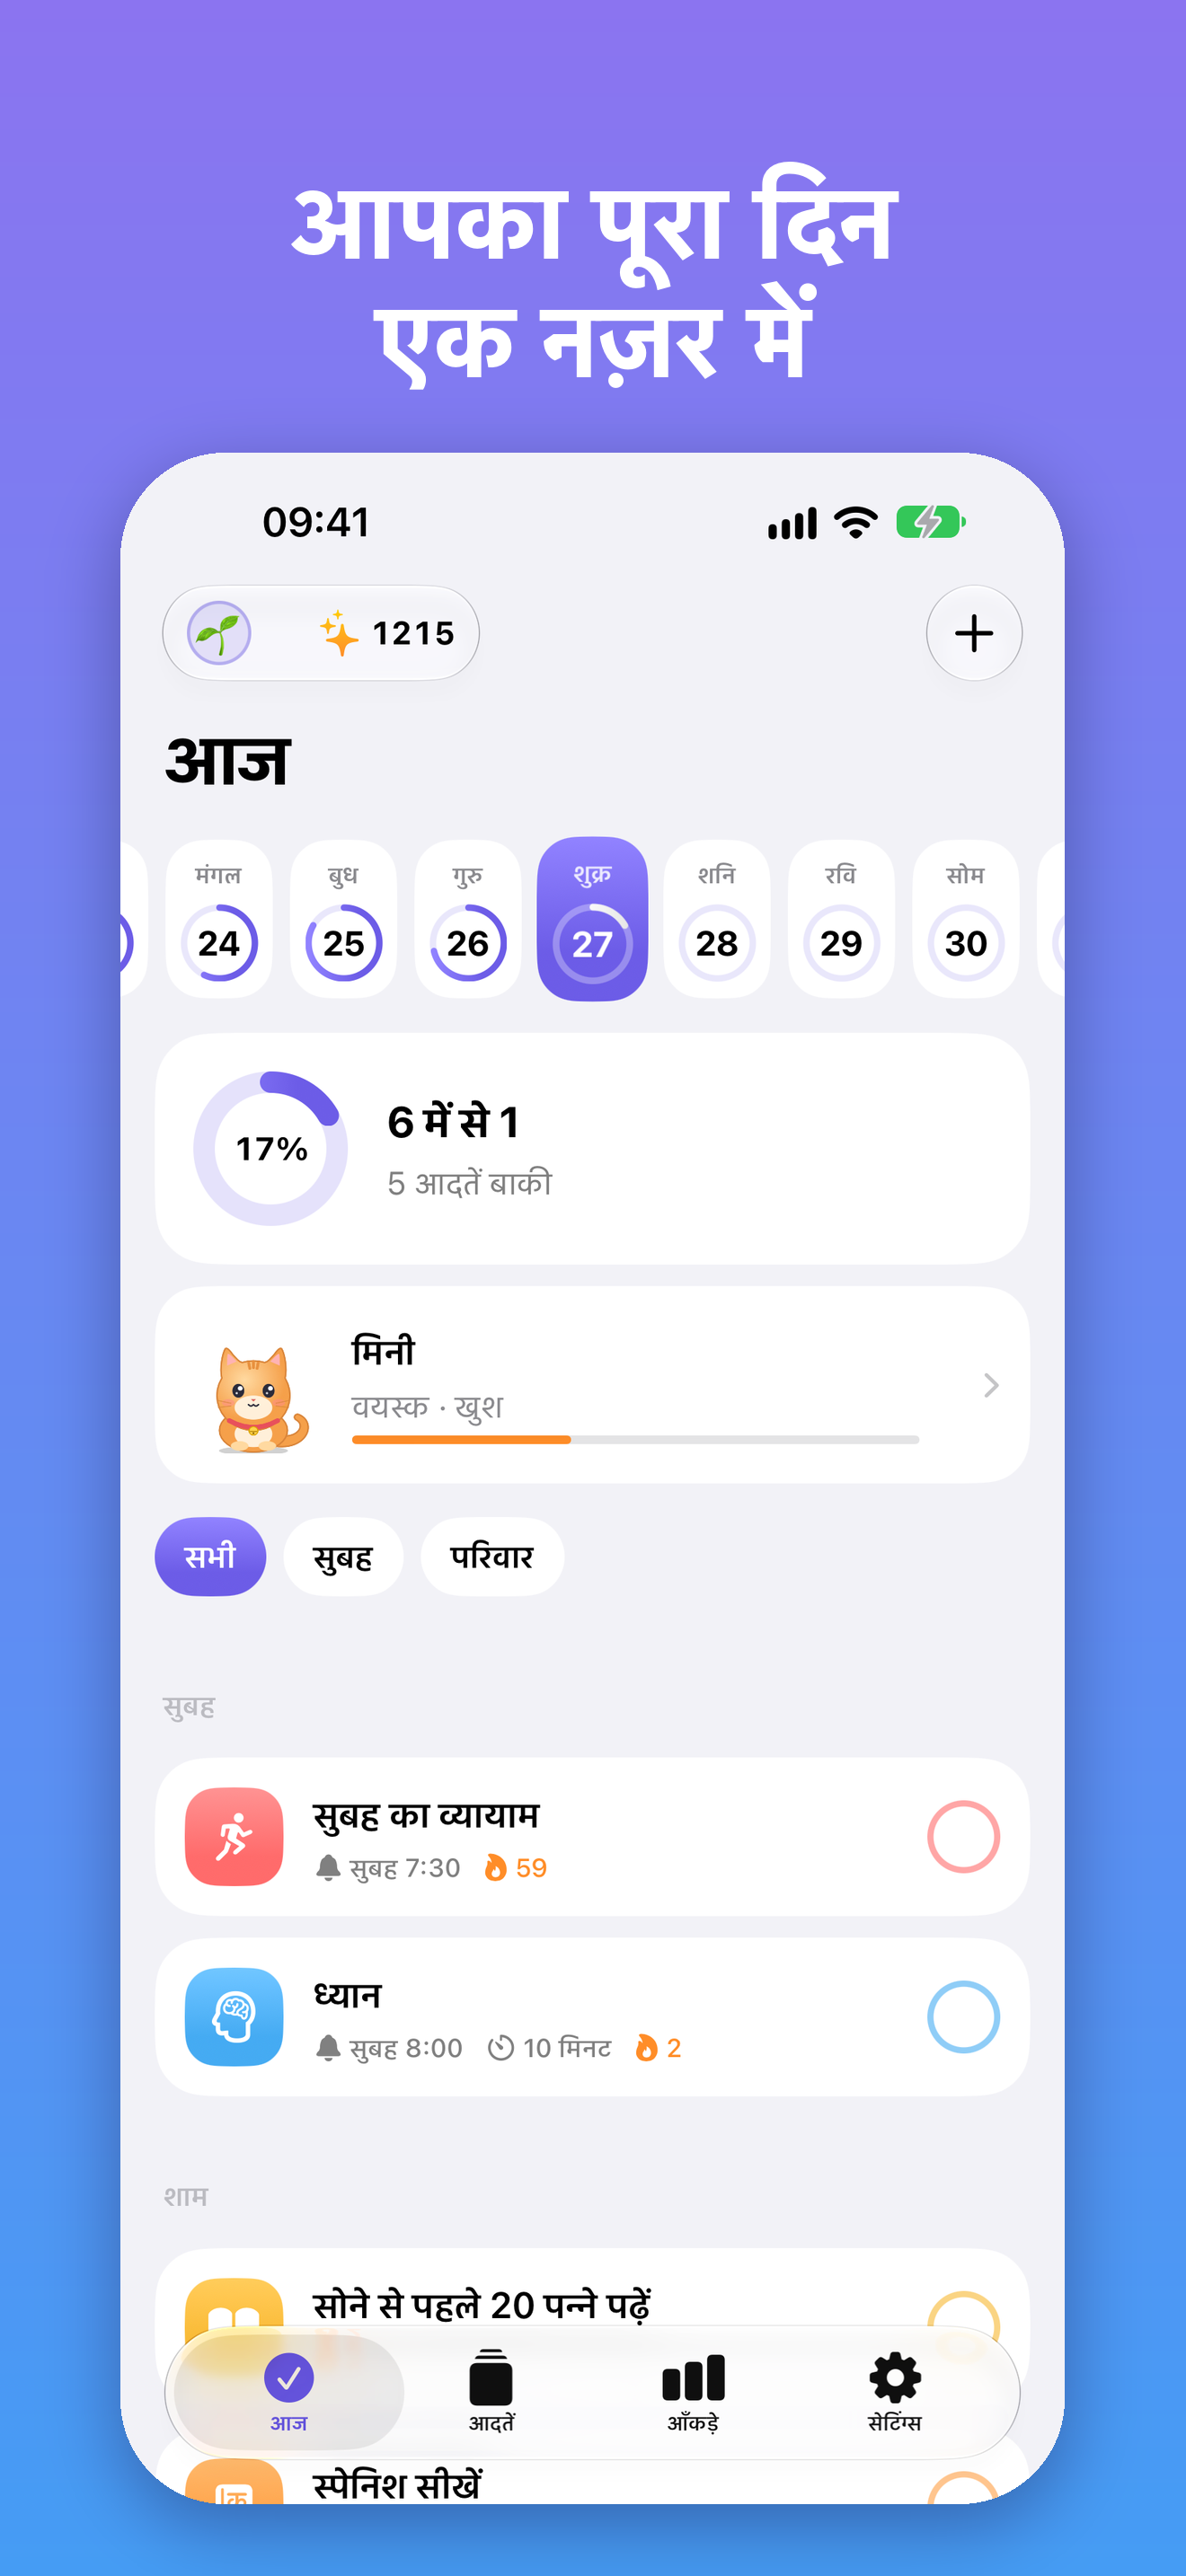 आपका पूरा दिन
एक नज़र में
09:41
1215
आज
मंगल बुध गुरु शुक्र शनि रवि सोम
24 25 26 27 28 29 30
17%
6 में से 1
5 आदतें बाकी
मिनी
वयस्क · खुश
सभी सुबह परिवार
सुबह
सुबह का व्यायाम
सुबह 7:30 59
ध्यान
सुबह 8:00 10 मिनट 2
शाम
सोने से पहले 20 पन्ने पढ़ें
आज आदतें आँकड़े सेटिंग्स
स्पेनिश सीखें
क